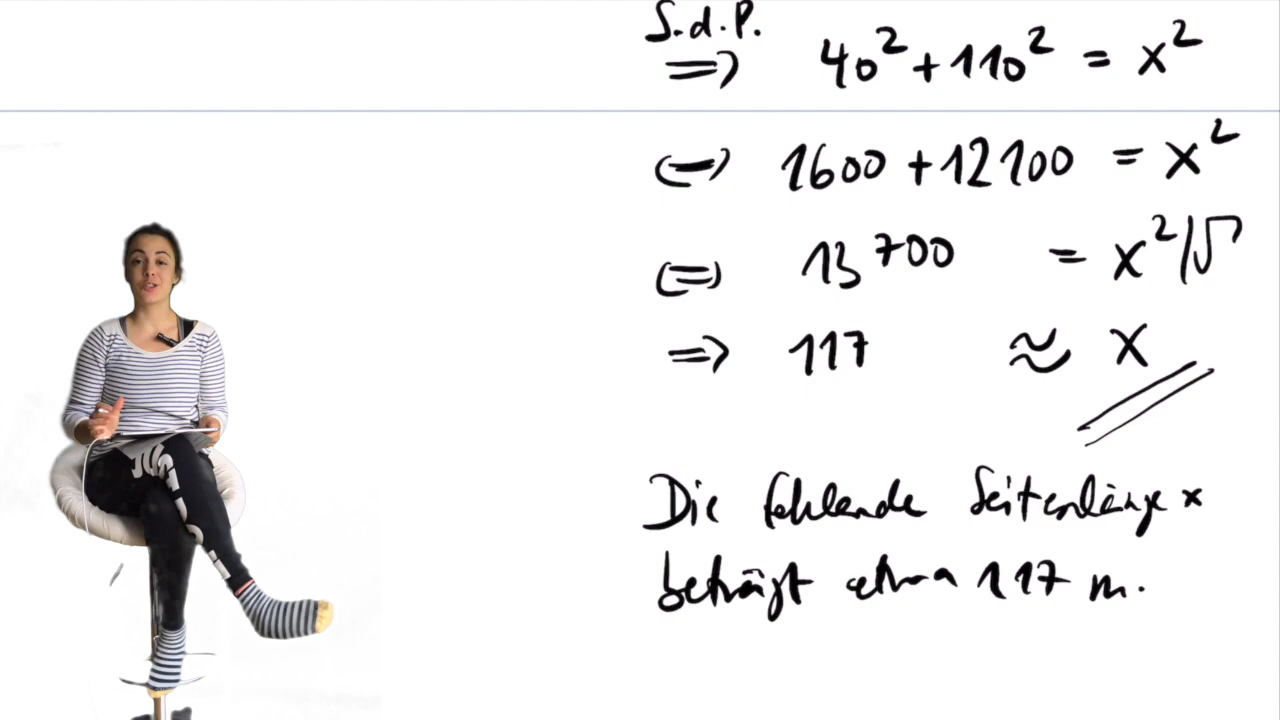 S.d.P.
⇒ 40² + 110² = x²
⇔ 1600 + 12100 = x²
⇔ 13700 = x² |√
⇒ 117 ≈ x
Die fehlende Seitenlänge x
beträgt etwa 117 m.